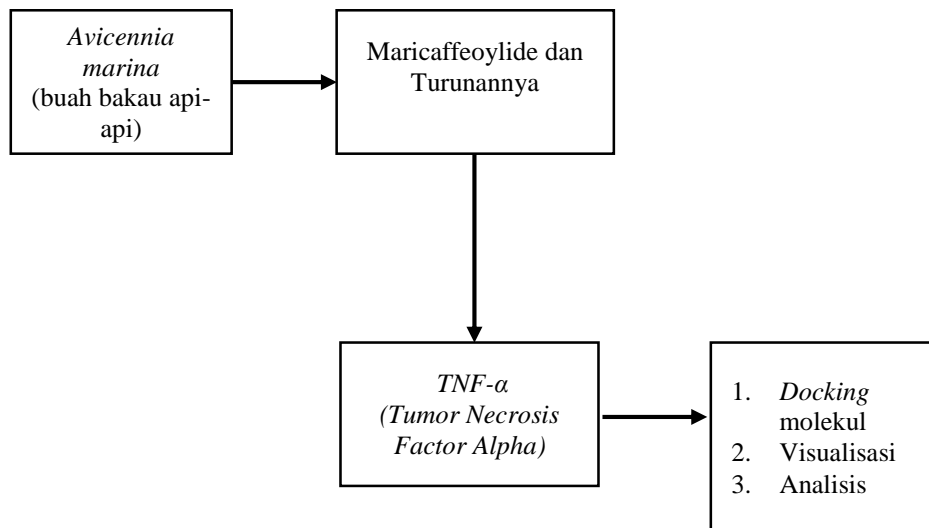 Avicennia
marina
(buah bakau api-
api)
Maricaffeoylide dan
Turunannya
TNF-α
(Tumor Necrosis
Factor Alpha)
1. Docking
molekul
2. Visualisasi
3. Analisis